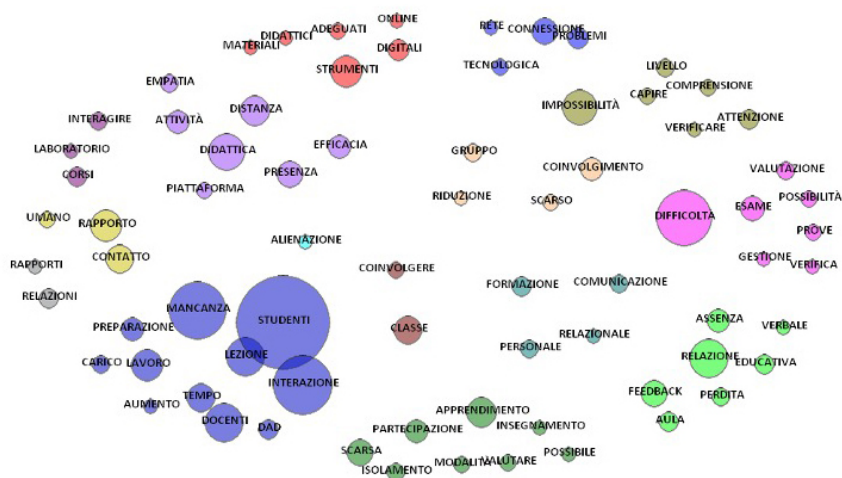 ONLINE
ADEGUATI
DIDATTICI
MATERIALI
DIGITALI
STRUMENTI
RETE
CONNESSIONE
PROBLEMI
TECNOLOGICA
LIVELLO
COMPRENSIONE
CAPIRE
IMPOSSIBILITÀ
ATTENZIONE
VERIFICARE
EMPATIA
DISTANZA
ATTIVITÀ
INTERAGIRE
EFFICACIA
DIDATTICA
LABORATORIO
PRESENZA
CORSI
PIATTAFORMA
GRUPPO
COINVOLGIMENTO
RIDUZIONE
SCARSO
VALUTAZIONE
POSSIBILITÀ
ESAME
DIFFICOLTA
PROVE
GESTIONE
VERIFICA
UMANO
RAPPORTO
CONTATTO
ALIENAZIONE
RAPPORTI
RELAZIONI
COINVOLGERE
CLASSE
FORMAZIONE
COMUNICAZIONE
RELAZIONALE
PERSONALE
MANCANZA
STUDENTI
PREPARAZIONE
LEZIONE
CARICO
LAVORO
INTERAZIONE
TEMPO
AUMENTO
DOCENTI
DAD
ASSENZA
VERBALE
RELAZIONE
EDUCATIVA
FEEDBACK
PERDITA
AULA
APPRENDIMENTO
PARTECIPAZIONE
INSEGNAMENTO
SCARSA
ISOLAMENTO
MODALITÀ
VALUTARE
POSSIBILE